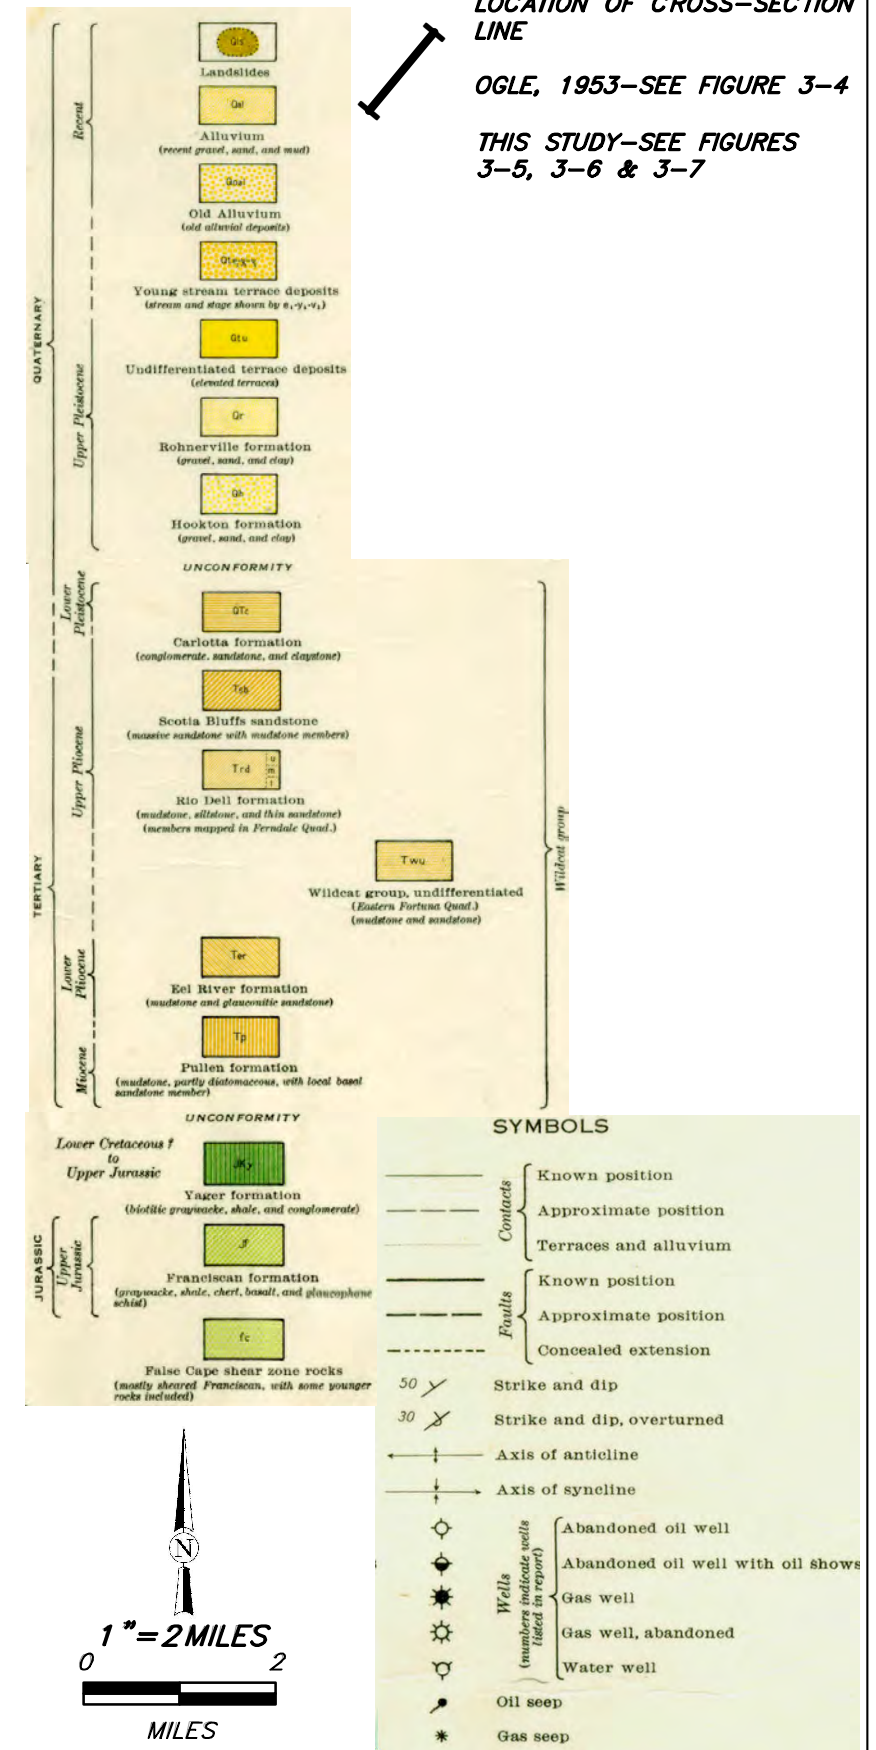 LOCATION OF CROSS-SECTION
LINE
OGLE, 1953-SEE FIGURE 3-4
THIS STUDY-SEE FIGURES
3-5, 3-6 & 3-7
QUATERNARY
Recent
Qls
Landslides
Qal
Alluvium
(recent gravel, sand, and mud)
Qoal
Old Alluvium
(old alluvial deposits)
Young stream terrace deposits
(stream and stage shown by
Upper Pleistocene
Qtu
Undifferentiated terrace deposits
(elevated terraces)
Qr
Rohnerville formation
(gravel, sand, and clay)
Qh
Hookton formation
(gravel, sand, and clay)
UNCONFORMITY
Lower
Pleistocene
QTc
Carlotta formation
(conglomerate, sandstone, and claystone)
TERTIARY
Upper Pliocene
Tsb
Scotia Bluffs sandstone
(massive sandstone with mudstone members)
Trd
u
m
l
Rio Dell formation
(mudstone, siltstone, and thin sandstone)
(members mapped in Ferndale Quad.)
Wildcat group
Twu
Wildcat group, undifferentiated
(Eastern Fortuna Quad.)
(mudstone and sandstone)
Lower
Pliocene
Ter
Eel River formation
(mudstone and glauconitic sandstone)
Miocene
Tp
Pullen formation
(mudstone, partly diatomaceous, with local basal
sandstone member)
UNCONFORMITY
Lower Cretaceous ?
to
Upper Jurassic
JKy
Yager formation
(biotitic graywacke, shale, and conglomerate)
JURASSIC
Upper
Jurassic
Jf
Franciscan formation
(graywacke, shale, chert, basalt, and glaucophane
schist)
fc
False Cape shear zone rocks
(mostly sheared Franciscan, with some younger
rocks included)
SYMBOLS
Contacts
Known position
Approximate position
Terraces and alluvium
Faults
Known position
Approximate position
Concealed extension
50
Strike and dip
30
Strike and dip, overturned
Axis of anticline
Axis of syncline
Wells
(numbers indicate wells
listed in report)
Abandoned oil well
Abandoned oil well with oil shows
Gas well
Gas well, abandoned
Water well
Oil seep
Gas seep
N
1"=2MILES
0 2
MILES